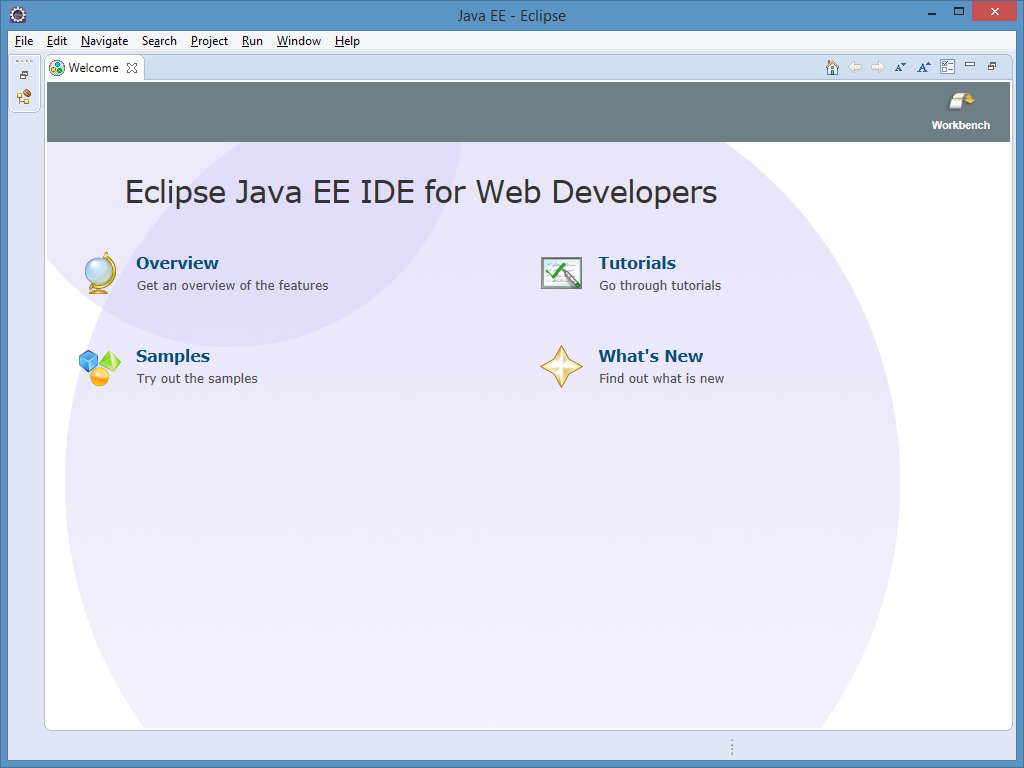 Java EE - Eclipse
File Edit Navigate Search Project Run Window Help
Welcome
Workbench
Eclipse Java EE IDE for Web Developers
Overview
Get an overview of the features
Tutorials
Go through tutorials
Samples
Try out the samples
What's New
Find out what is new